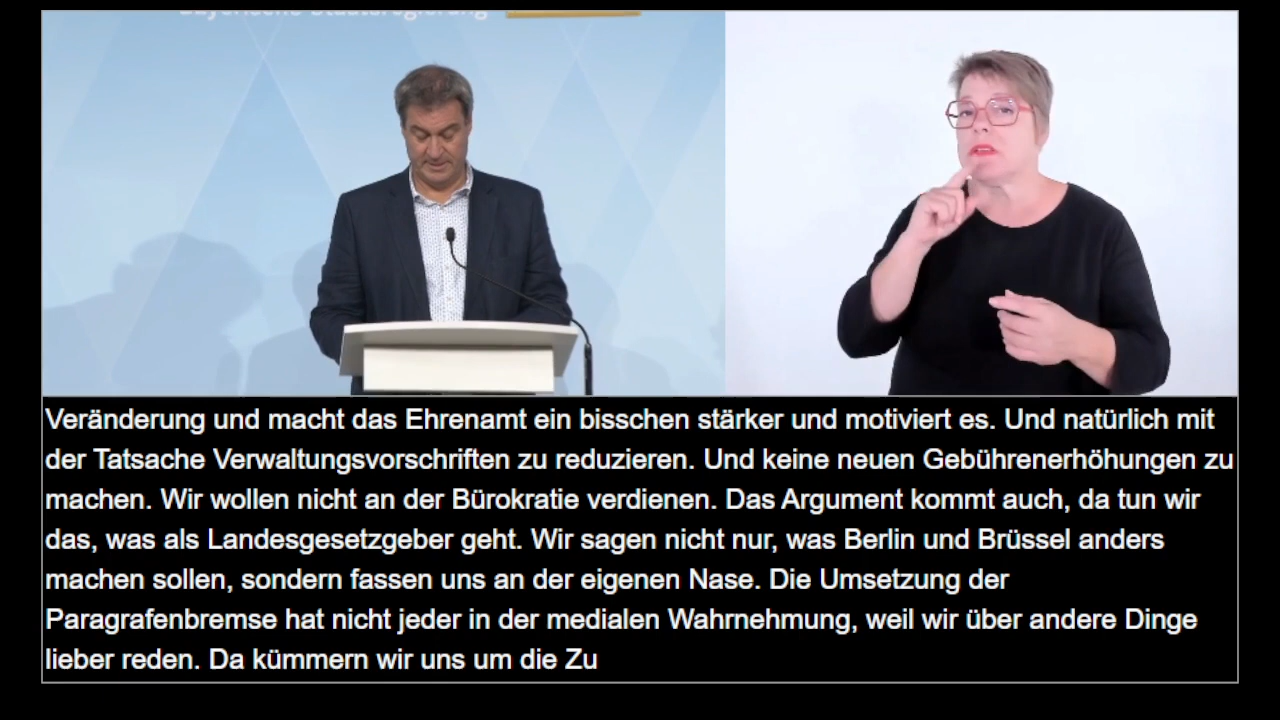 Bayerische Staatsregierung
Veränderung und macht das Ehrenamt ein bisschen stärker und motiviert es. Und natürlich mit
der Tatsache Verwaltungsvorschriften zu reduzieren. Und keine neuen Gebührenerhöhungen zu
machen. Wir wollen nicht an der Bürokratie verdienen. Das Argument kommt auch, da tun wir
das, was als Landesgesetzgeber geht. Wir sagen nicht nur, was Berlin und Brüssel anders
machen sollen, sondern fassen uns an der eigenen Nase. Die Umsetzung der
Paragrafenbremse hat nicht jeder in der medialen Wahrnehmung, weil wir über andere Dinge
lieber reden. Da kümmern wir uns um die Zu